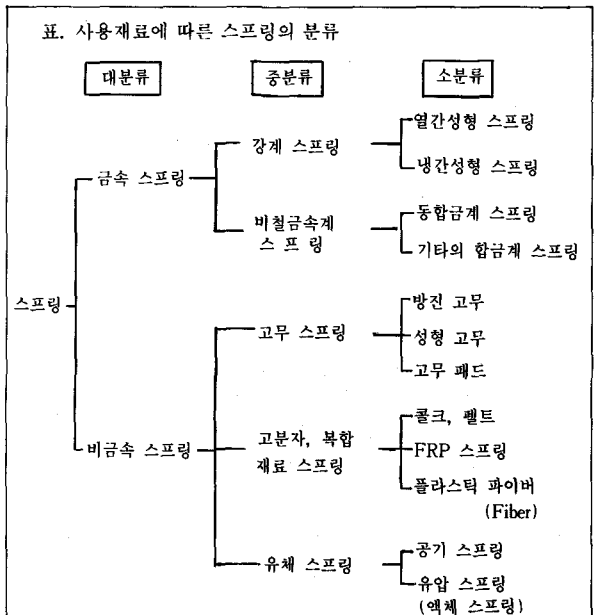 표. 사용재료에 따른 스프링의 분류
대분류 중분류 소분류
열간성형 스프링
강계 스프링
냉간성형 스프링
금속 스프링
동합금계 스프링
비철금속계
스 프 링
기타의 합금계 스프링
스프링
방진 고무
고무 스프링
성형 고무
고무 패드
콜크, 펠트
비금속 스프링
고분자, 복합
재료 스프링
FRP 스프링
플라스틱 파이버
(Fiber)
공기 스프링
유체 스프링
유압 스프링
(액체 스프링)